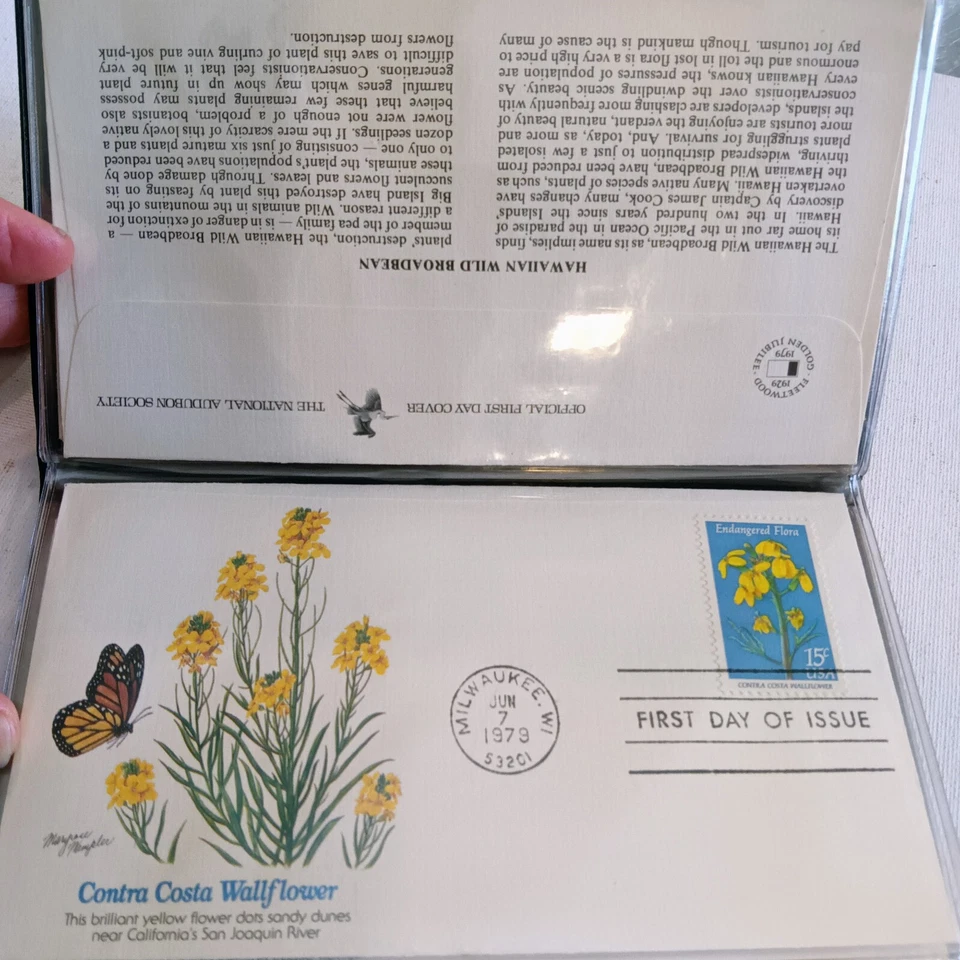 HAWAIIAN WILD BROADBEAN
The Hawaiian Wild Broadbean, as its name implies, finds
its home far out in the Pacific Ocean in the paradise of
Hawaii. In the two hundred years since the Islands'
discovery by Captain James Cook, many changes have
overtaken Hawaii. Many native species of plants, such as
the Hawaiian Wild Broadbean, have been reduced from
thriving, widespread distribution to just a few isolated
plants struggling for survival. And, today, as more and
more tourists are enjoying the verdant, natural beauty of
the Islands, developers are clashing more frequently with
conservationists over the dwindling scenic beauty. As
every Hawaiian knows, the pressures of population are
enormous and the toll in lost flora is a very high price to
pay for tourism. Though mankind is the cause of many
plants' destruction, the Hawaiian Wild Broadbean — a
member of the pea family — is in danger of extinction for
a different reason. Wild animals in the mountains of the
Big Island have destroyed this plant by feasting on its
succulent flowers and leaves. Through damage done by
these animals, the plant's populations have been reduced
to only one — consisting of just six mature plants and a
dozen seedlings. If the mere scarcity of this lovely native
flower were not enough of a problem, botanists also
believe that these few remaining plants may possess
harmful genes which may show up in future plant
generations. Conservationists feel that it will be very
difficult to save this plant of curling vine and soft-pink
flowers from destruction.
FLEETWOOD · GOLDEN JUBILEE ·
1929
1979
OFFICIAL FIRST DAY COVER
THE NATIONAL AUDUBON SOCIETY
Endangered Flora
15c
USA
CONTRA COSTA WALLFLOWER
MILWAUKEE, WI
JUN
7
1979
53201
FIRST DAY OF ISSUE
Contra Costa Wallflower
This brilliant yellow flower dots sandy dunes
near California's San Joaquin River